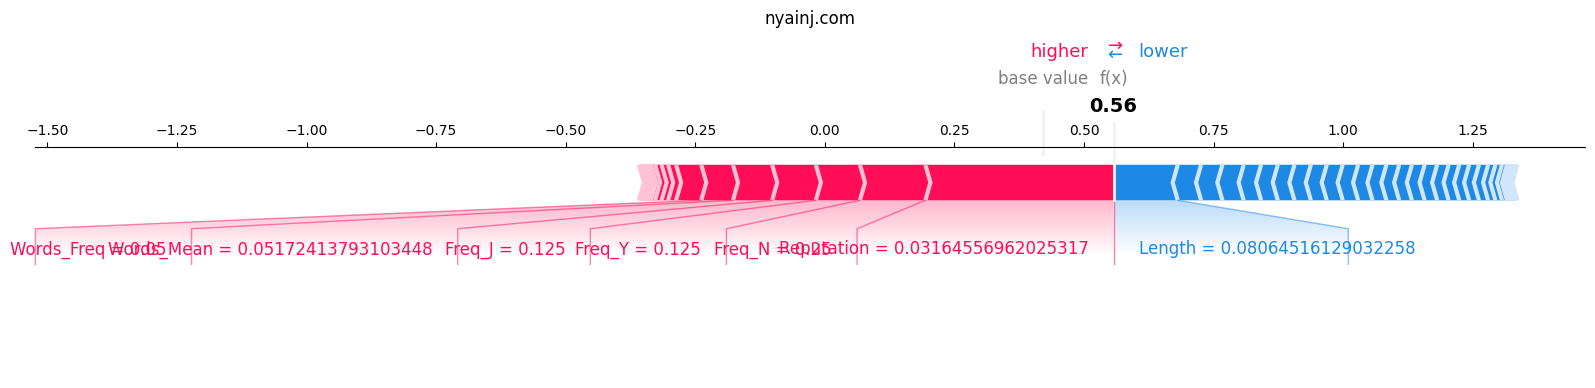 nyainj.com
higher ⇄ lower
base value f(x)
0.56
−1.50 −1.25 −1.00 −0.75 −0.50 −0.25 0.00 0.25 0.50 0.75 1.00 1.25
Words_Freq = 0.05 Words_Mean = 0.05172413793103448 Freq_J = 0.125 Freq_Y = 0.125 Freq_N = 0.25 Reputation = 0.03164556962025317 Length = 0.08064516129032258